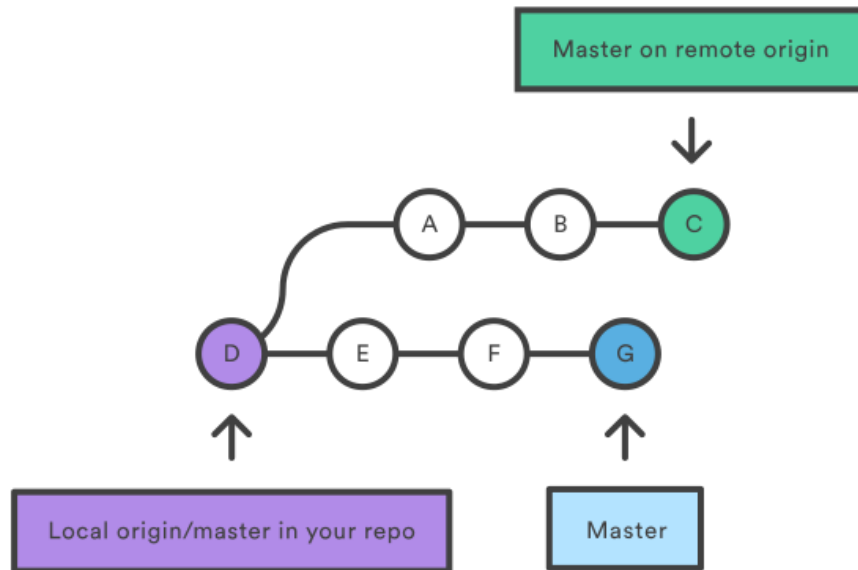 Master on remote origin
A B C
D E F G
Local origin/master in your repo
Master